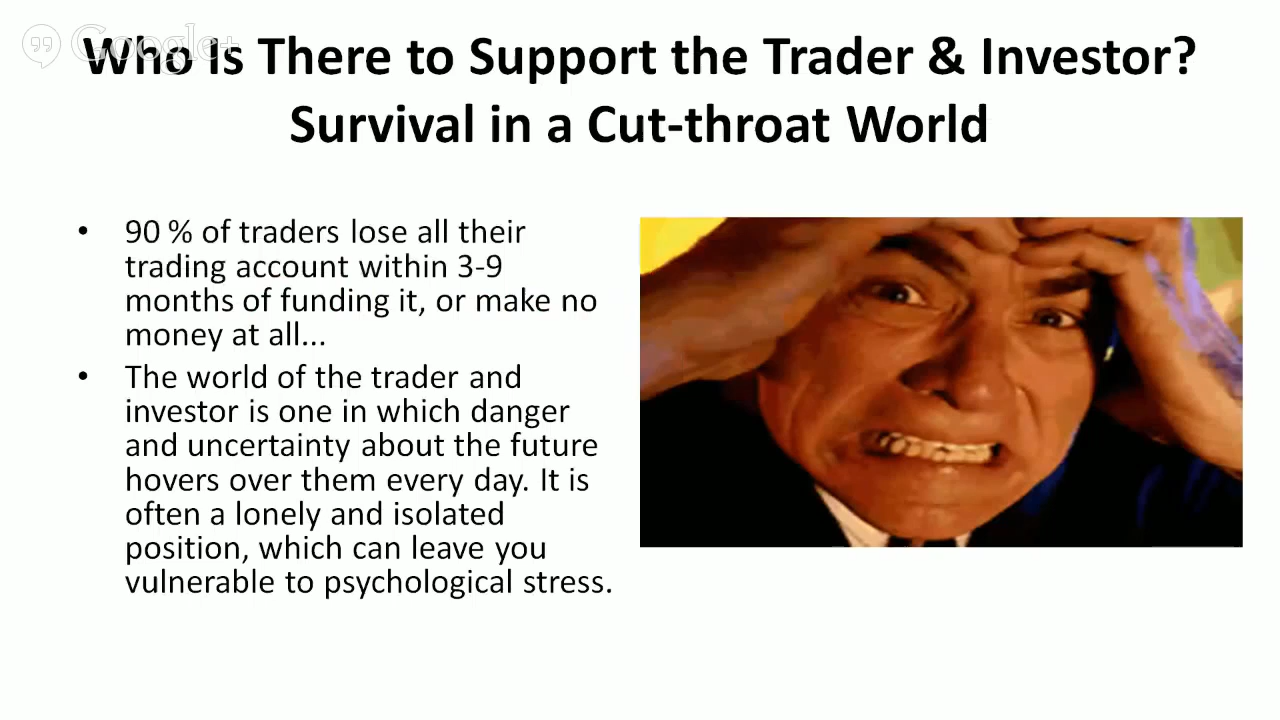 Google+
Who Is There to Support the Trader & Investor?
Survival in a Cut-throat World
• 90 % of traders lose all their
trading account within 3-9
months of funding it, or make no
money at all...
• The world of the trader and
investor is one in which danger
and uncertainty about the future
hovers over them every day. It is
often a lonely and isolated
position, which can leave you
vulnerable to psychological stress.